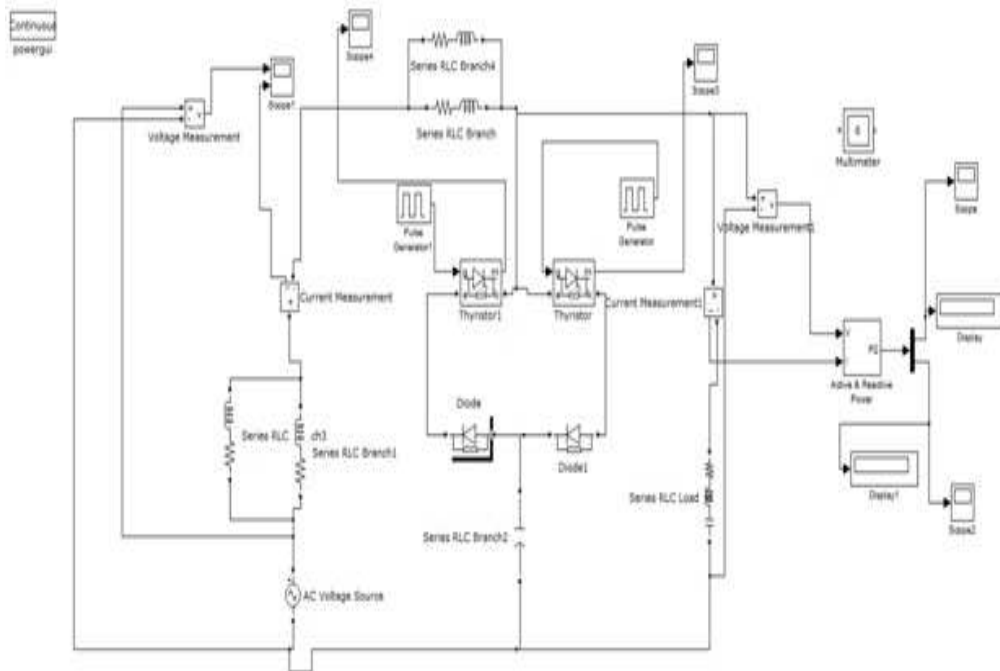 Continuous
powergui
Scope4
Series RLC Branch4
Scope1
Scope3
Voltage Measurement
Series RLC Branch
Multimeter
Scope
Pulse
Generator1
Pulse
Generator
Voltage Measurement1
Current Measurement
Thyristor1
Thyristor
Current Measurement1
Display
V
I
PQ
Active & Reactive
Power
Diode
Diode1
Series RLC
ch3
Series RLC Branch1
Series RLC Load
Display1
Scope2
Series RLC Branch2
AC Voltage Source